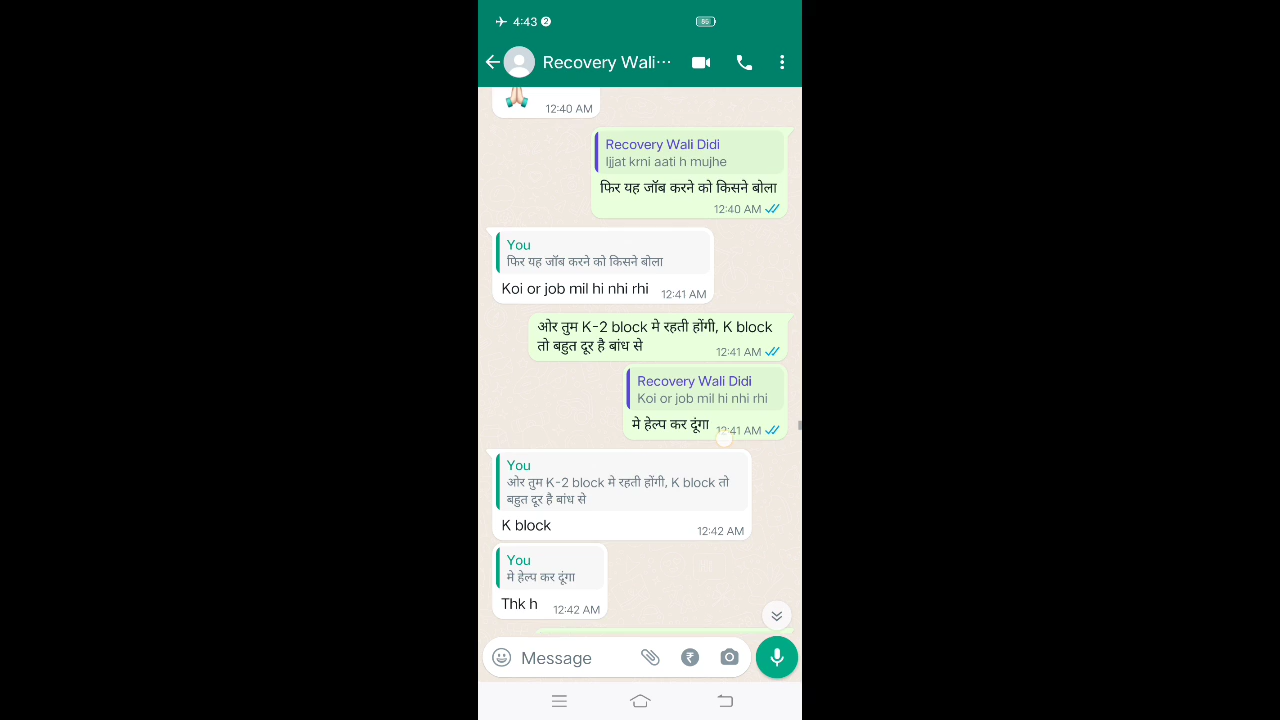 4:43 2
86
Recovery Wali...
12:40 AM
Recovery Wali Didi
Ijjat krni aati h mujhe
फिर यह जॉब करने को किसने बोला
12:40 AM
You
फिर यह जॉब करने को किसने बोला
Koi or job mil hi nhi rhi
12:41 AM
ओर तुम K-2 block मे रहती होंगी, K block
तो बहुत दूर है बांध से
12:41 AM
Recovery Wali Didi
Koi or job mil hi nhi rhi
मे हेल्प कर दूंगा
12:41 AM
You
ओर तुम K-2 block मे रहती होंगी, K block तो
बहुत दूर है बांध से
K block
12:42 AM
You
मे हेल्प कर दूंगा
Thk h
12:42 AM
Message